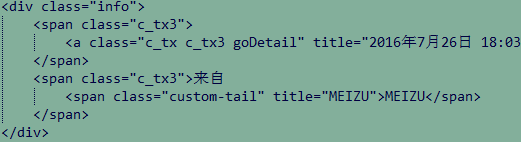 <div class="info">
<span class="c_tx3">
<a class="c_tx c_tx3 goDetail" title="2016年7月26日 18:03
</span>
<span class="c_tx3">来自
<span class="custom-tail" title="MEIZU">MEIZU</span>
</span>
</div>